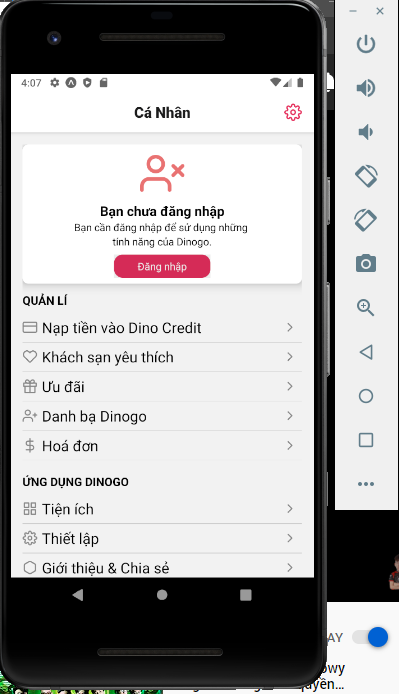 4:07
Cá Nhân
Bạn chưa đăng nhập
Bạn cần đăng nhập để sử dụng những
tính năng của Dinogo.
Đăng nhập
QUẢN LÍ
Nạp tiền vào Dino Credit
Khách sạn yêu thích
Ưu đãi
Danh bạ Dinogo
Hoá đơn
ỨNG DỤNG DINOGO
Tiện ích
Thiết lập
Giới thiệu & Chia sẻ
AY
owy
quyền...